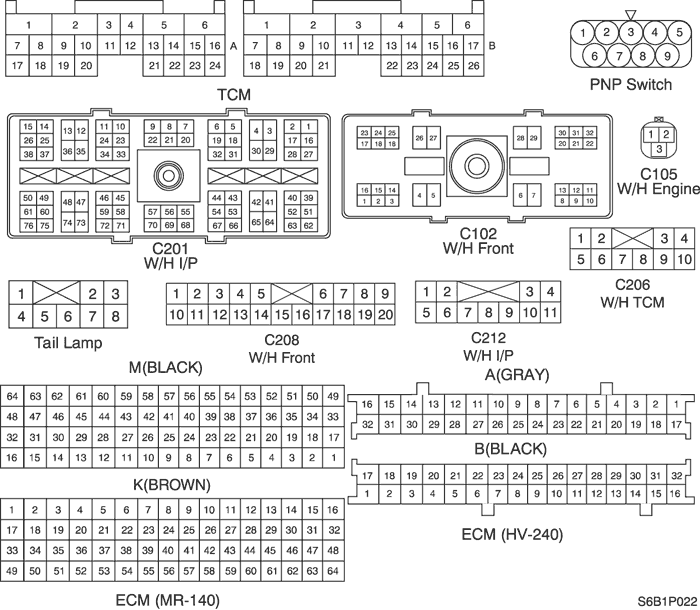 1 2 3 4 5 6
7 8 9 10 11 12 13 14 15 16 A
17 18 19 20 21 22 23 24
1 2 3 4 5 6
7 8 9 10 11 12 13 14 15 16 17 B
18 19 20 21 22 23 24 25 26
TCM
1 2 3 4 5
6 7 8 9
PNP Switch
15 14 13 12 11 10 9 8 7 6 5 4 3 2 1
26 25 24 23 22 21 20 19 18 17 16
38 37 36 35 34 33 32 31 30 29 28 27
50 49 48 47 46 45 44 43 42 41 40 39
61 60 59 58 57 56 55 54 53 52 51
76 75 74 73 72 71 70 69 68 67 66 65 64 63 62
C201
W/H I/P
23 24 25 26 27 28 29 30 31 32
17 18 19 20 21 22
16 15 14 4 5 6 7 13 12 11
1 2 3 8 9 10
C102
W/H Front
1 2
3
C105
W/H Engine
1 2 3 4
5 6 7 8 9 10
C206
W/H TCM
1 2 3
4 5 6 7 8
Tail Lamp
1 2 3 4 5 6 7 8 9
10 11 12 13 14 15 16 17 18 19 20
C208
W/H Front
1 2 3 4
5 6 7 8 9 10 11
C212
W/H I/P
M(BLACK)
64 63 62 61 60 59 58 57 56 55 54 53 52 51 50 49
48 47 46 45 44 43 42 41 40 39 38 37 36 35 34 33
32 31 30 29 28 27 26 25 24 23 22 21 20 19 18 17
16 15 14 13 12 11 10 9 8 7 6 5 4 3 2 1
K(BROWN)
1 2 3 4 5 6 7 8 9 10 11 12 13 14 15 16
17 18 19 20 21 22 23 24 25 26 27 28 29 30 31 32
33 34 35 36 37 38 39 40 41 42 43 44 45 46 47 48
49 50 51 52 53 54 55 56 57 58 59 60 61 62 63 64
ECM (MR-140)
A(GRAY)
16 15 14 13 12 11 10 9 8 7 6 5 4 3 2 1
32 31 30 29 28 27 26 25 24 23 22 21 20 19 18 17
B(BLACK)
17 18 19 20 21 22 23 24 25 26 27 28 29 30 31 32
1 2 3 4 5 6 7 8 9 10 11 12 13 14 15 16
ECM (HV-240)
S6B1P022